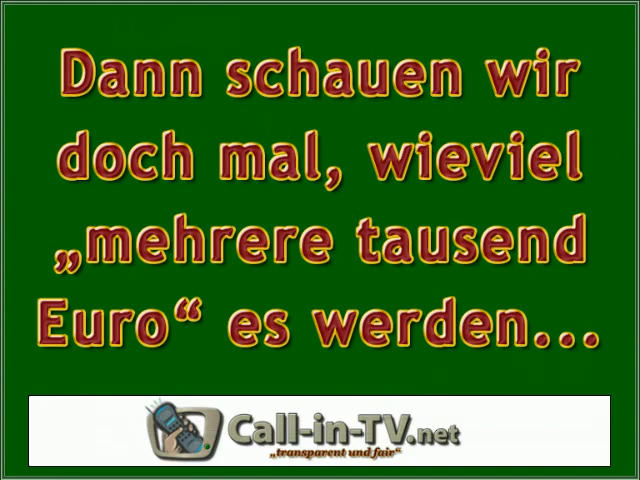 Dann schauen wir
doch mal, wieviel
„mehrere tausend
Euro“ es werden...
Call-in-TV.net
„transparent und fair“